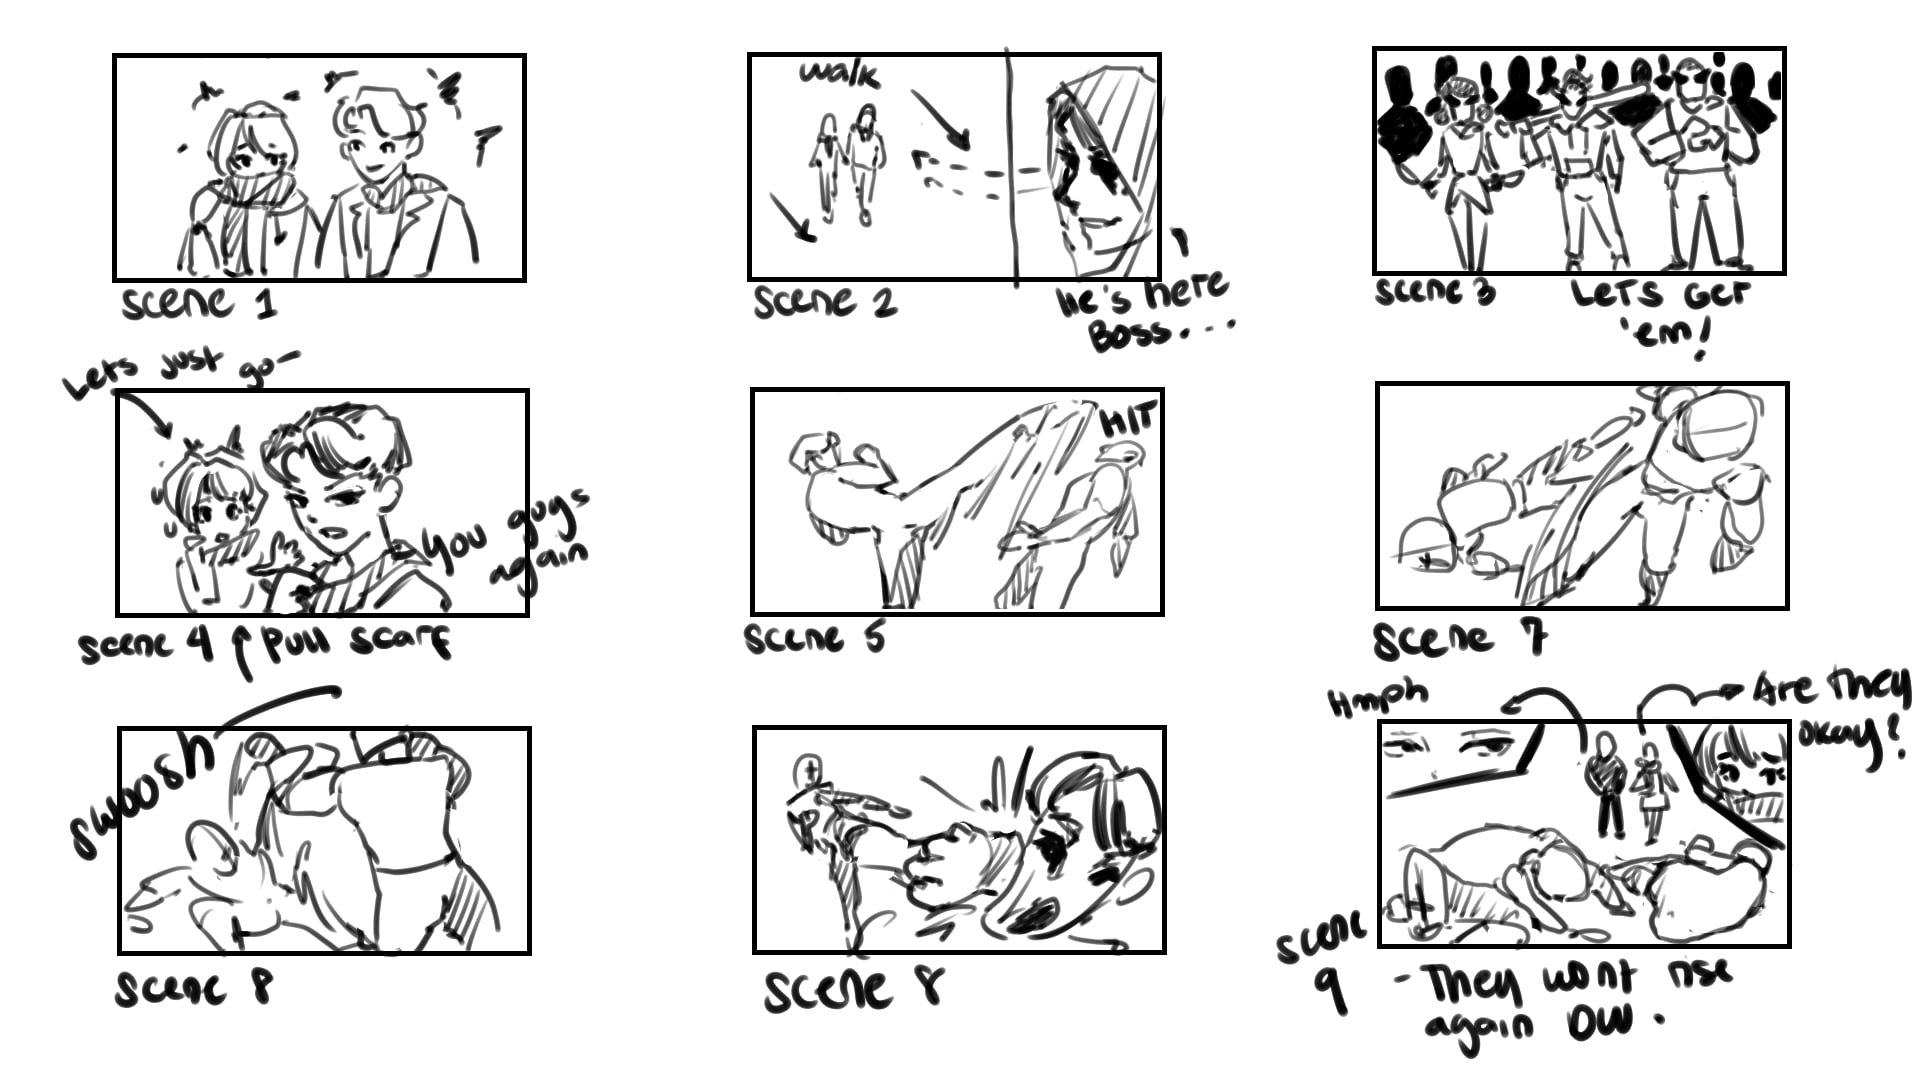 walk
scene 1
scene 2
He's here
Boss...
scene 3
LETS GET
'em!
Lets just go-
You guys
again
HIT
scene 4 ↑ pull scarf
scene 5
scene 7
swoosh
Hmph
Are they
okay?
scene 8
scene 8
scene
9
- They wont rise
again DW.